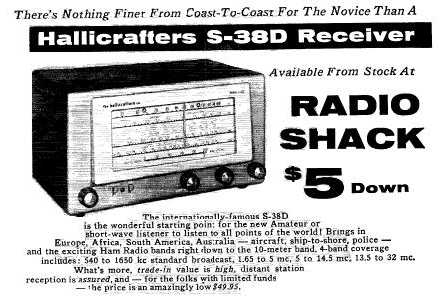 There's Nothing Finer From Coast-To-Coast For The Novice Than A
Hallicrafters S-38D Receiver
Available From Stock At
the hallicrafters co.
RADIO
SHACK
$5 Down
The internationally-famous S-38D
is the wonderful starting point for the new Amateur or
short-wave listener to listen to all points of the world! Brings in
Europe, Africa, South America, Australia — aircraft, ship-to-shore, police —
and the exciting Ham Radio bands right down to the 10-meter band. 4-band coverage
includes: 540 to 1650 kc standard broadcast, 1.65 to 5 mc, 5 to 14.5 mc, 13.5 to 32 mc.
What's more, trade-in value is high, distant station
reception is assured, and — for the folks with limited funds
— the price is an amazingly low $49.95.